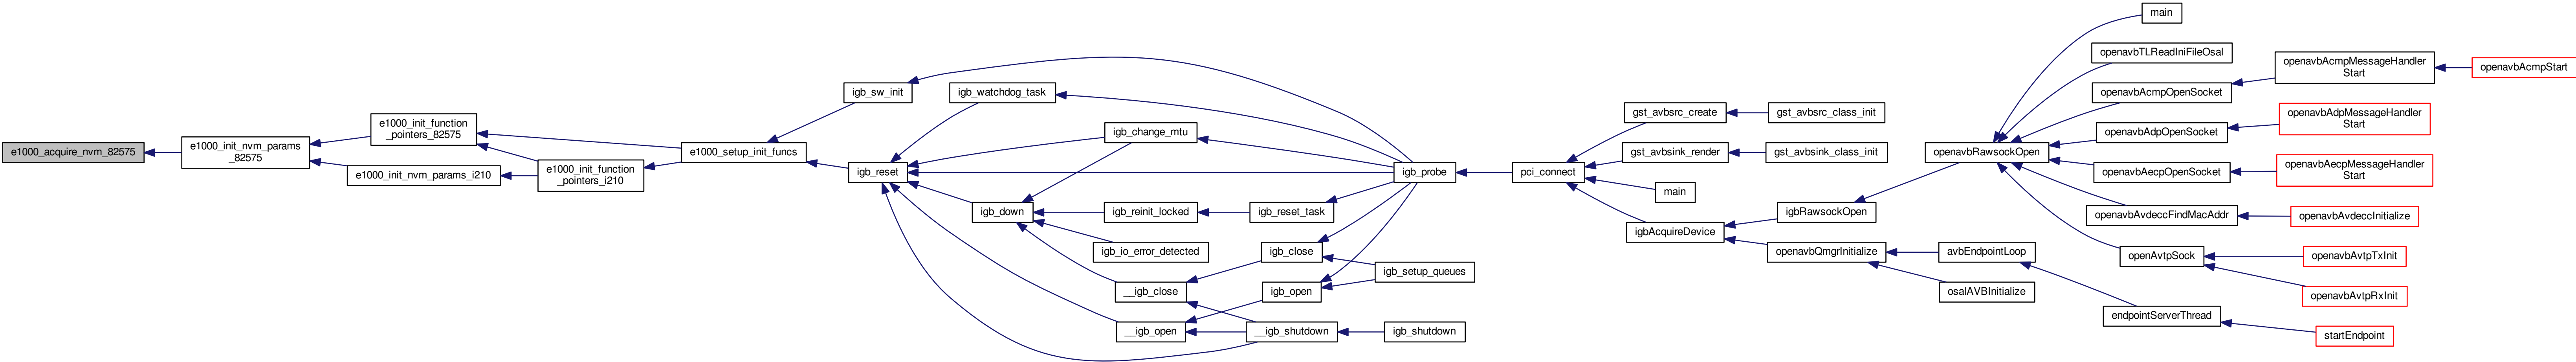 e1000_acquire_nvm_82575
e1000_init_nvm_params
_82575
e1000_init_function
_pointers_82575
e1000_init_nvm_params_i210
e1000_init_function
_pointers_i210
e1000_setup_init_funcs
igb_sw_init
igb_reset
igb_watchdog_task
igb_change_mtu
igb_down
igb_reinit_locked
igb_io_error_detected
__igb_close
__igb_open
igb_reset_task
igb_close
igb_open
__igb_shutdown
igb_probe
igb_setup_queues
igb_shutdown
pci_connect
gst_avbsrc_create
gst_avbsink_render
main
igbAcquireDevice
gst_avbsrc_class_init
gst_avbsink_class_init
igbRawsockOpen
openavbQmgrInitialize
openavbRawsockOpen
avbEndpointLoop
osalAVBInitialize
main
openavbTLReadIniFileOsal
openavbAcmpOpenSocket
openavbAdpOpenSocket
openavbAecpOpenSocket
openavbAvdeccFindMacAddr
openAvtpSock
endpointServerThread
openavbAcmpMessageHandler
Start
openavbAdpMessageHandler
Start
openavbAecpMessageHandler
Start
openavbAvdeccInitialize
openavbAvtpTxInit
openavbAvtpRxInit
startEndpoint
openavbAcmpStart